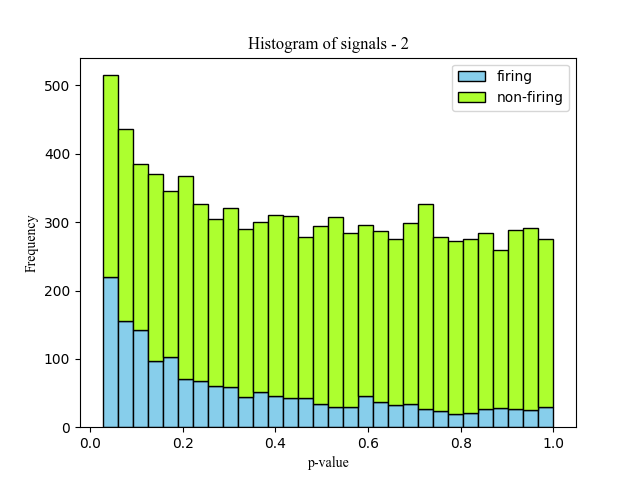 Histogram of signals - 2
firing
non-firing
Frequency
500
400
300
200
100
0
0.0 0.2 0.4 0.6 0.8 1.0
p-value